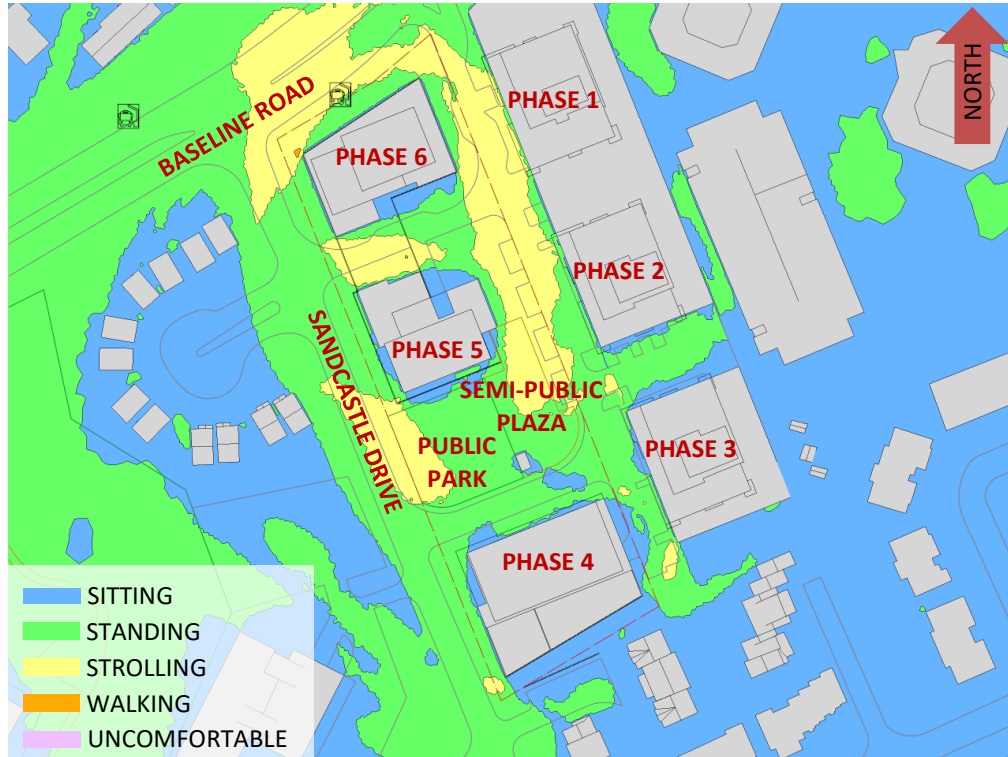 NORTH
BASELINE ROAD
PHASE 1
PHASE 6
PHASE 2
SANDCASTLE DRIVE
PHASE 5
SEMI-PUBLIC
PLAZA
PUBLIC
PARK
PHASE 3
PHASE 4
SITTING
STANDING
STROLLING
WALKING
UNCOMFORTABLE